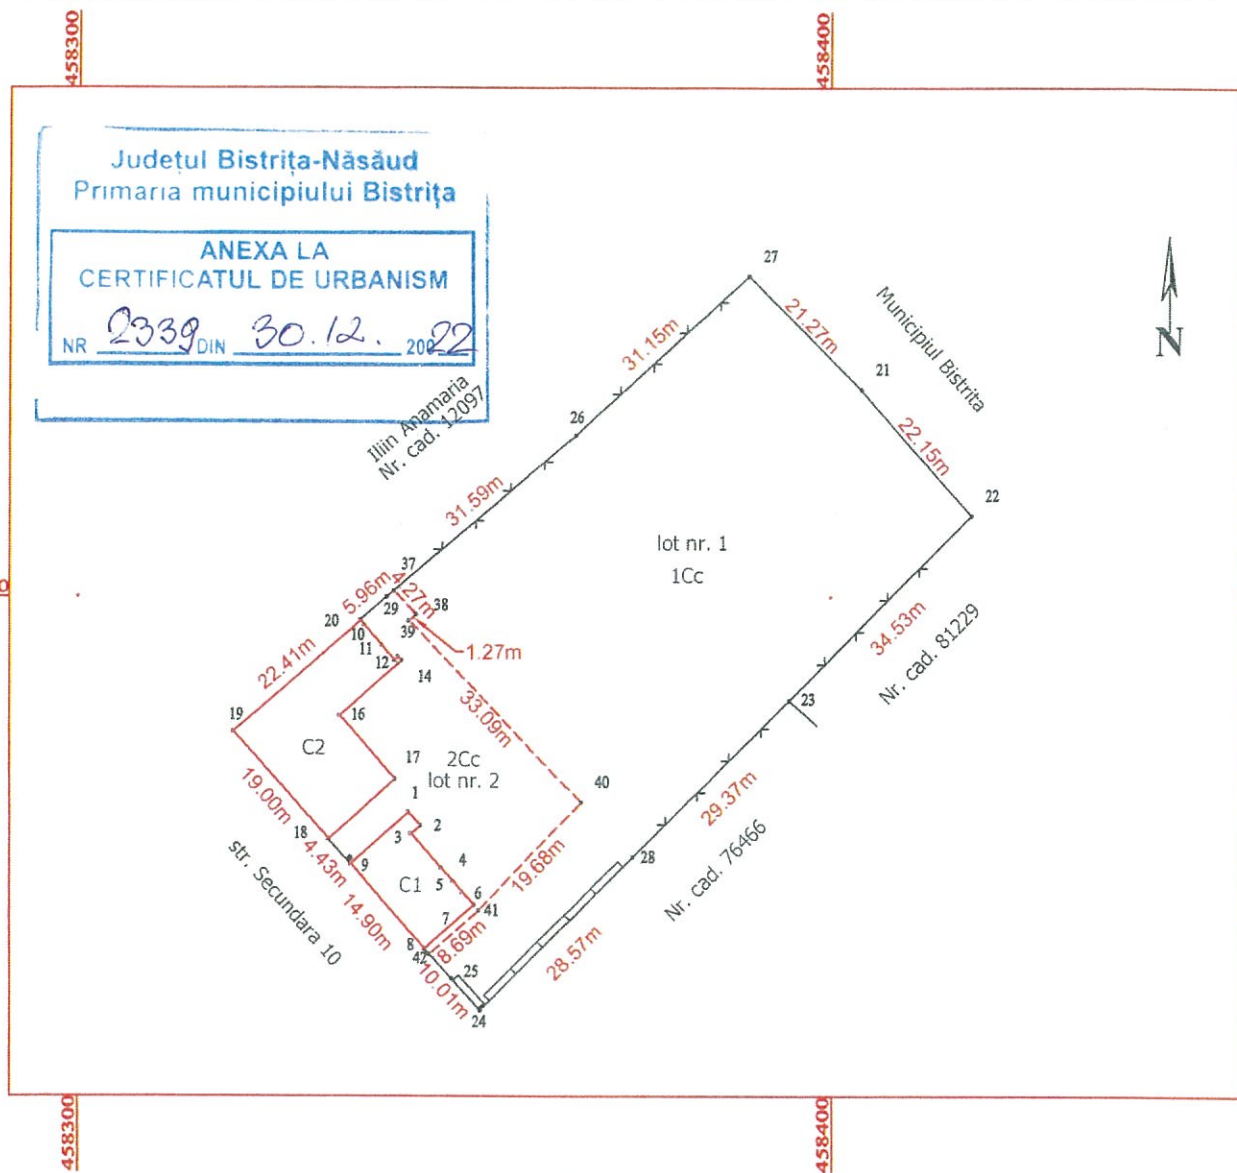 458300
458400
Județul Bistrița-Năsăud
Primăria municipiului Bistrița
ANEXA LA
CERTIFICATUL DE URBANISM
NR 2339 DIN 30.12. 20022
N
27
21.27m
Municipiul Bistrita
21
31.15m
26
22.15m
22
Iliin Anamaria
Nr. cad. 12097
31.59m
lot nr. 1
1Cc
37
4.27m
5.96m
29
38
39
34.53m
Nr. cad. 81229
20
10
11
12
14
1.27m
22.41m
33.09m
23
19
16
C2
2Cc
lot nr. 2
17
40
19.00m
1
2
3
29.37m
Nr. cad. 76466
18
4.43m
9
4
19.68m
28
str. Secundara 10
C1
5
6
41
14.90m
7
8
8.69m
42
25
28.57m
10.01m
24
458300
458400
0